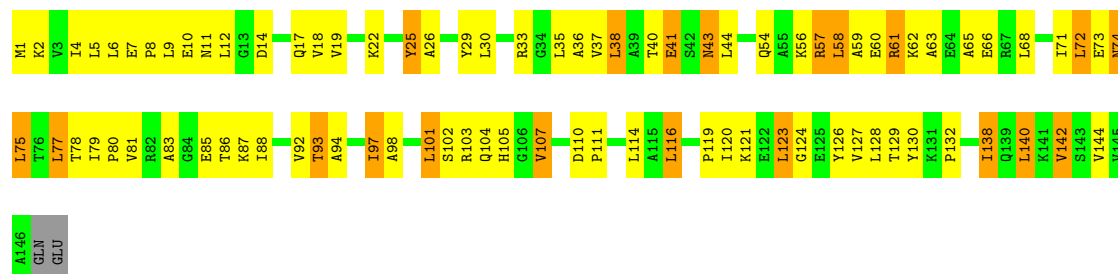 M1 K2 V3 I4 L5 L6 E7 P8 L9 E10 N11 L12 G13 D14 Q17 V18 V19 K22 Y25 A26 Y29 L30 R33 G34 L35 A36 V37 L38 A39 T40 E41 S42 N43 L44 Q54 A55 K56 R57 L58 A59 E60 R61 K62 A63 E64 A65 E66 R67 L68 I71 L72 E73 N74
L75 T76 L77 T78 I79 P80 V81 R82 A83 G84 E85 T86 K87 I88 V92 T93 A94 I97 A98 L101 S102 R103 Q104 H105 G106 V107 D110 P111 L114 A115 L116 P119 I120 K121 E122 L123 G124 E125 Y126 V127 L128 T129 Y130 K131 P132 I138 Q139 L140 K141 V142 S143 V144 V145
A146 GLN GLU